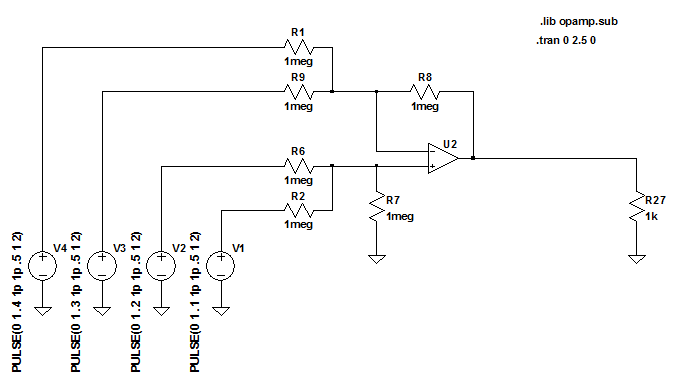 .lib opamp.sub
.tran 0 2.5 0
R1
1meg
R9
1meg
R8
1meg
U2
R6
1meg
R2
1meg
R7
1meg
R27
1k
V4
V3
V2
V1
PULSE(0 1 .4 1p 1p .5 1 2)
PULSE(0 1 .3 1p 1p .5 1 2)
PULSE(0 1 .2 1p 1p .5 1 2)
PULSE(0 1 .1 1p 1p .5 1 2)